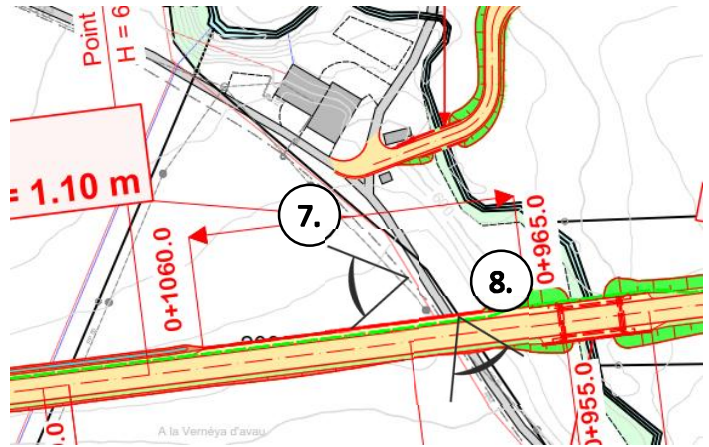 Point
H = 6
= 1.10 m
7.
0+1060.0
0+965.0
8.
A la Vernéya d'avau
0+955.0